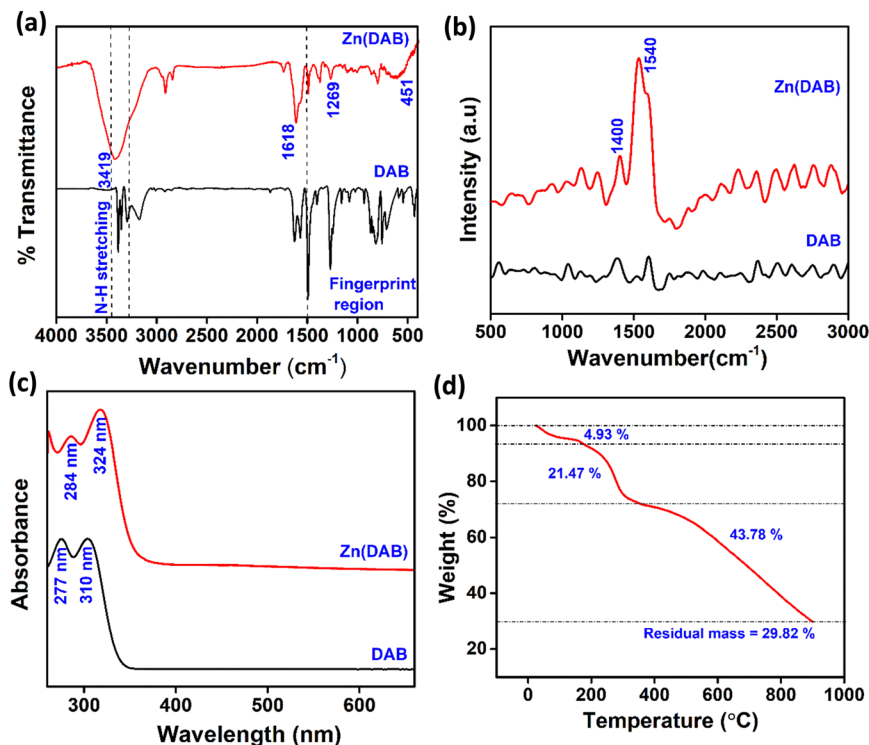 (a)
Zn(DAB)
3419
1618
1269
451
DAB
N-H stretching
Fingerprint
region
% Transmittance
4000 3500 3000 2500 2000 1500 1000 500
Wavenumber (cm-1)
(b)
1540
1400
Zn(DAB)
DAB
Intensity (a.u)
500 1000 1500 2000 2500 3000
Wavenumber(cm-1)
(c)
284 nm
324 nm
Zn(DAB)
277 nm
310 nm
DAB
Absorbance
300 400 500 600
Wavelength (nm)
(d)
100
80
60
40
20
4.93 %
21.47 %
43.78 %
Residual mass = 29.82 %
Weight (%)
0 200 400 600 800 1000
Temperature (°C)